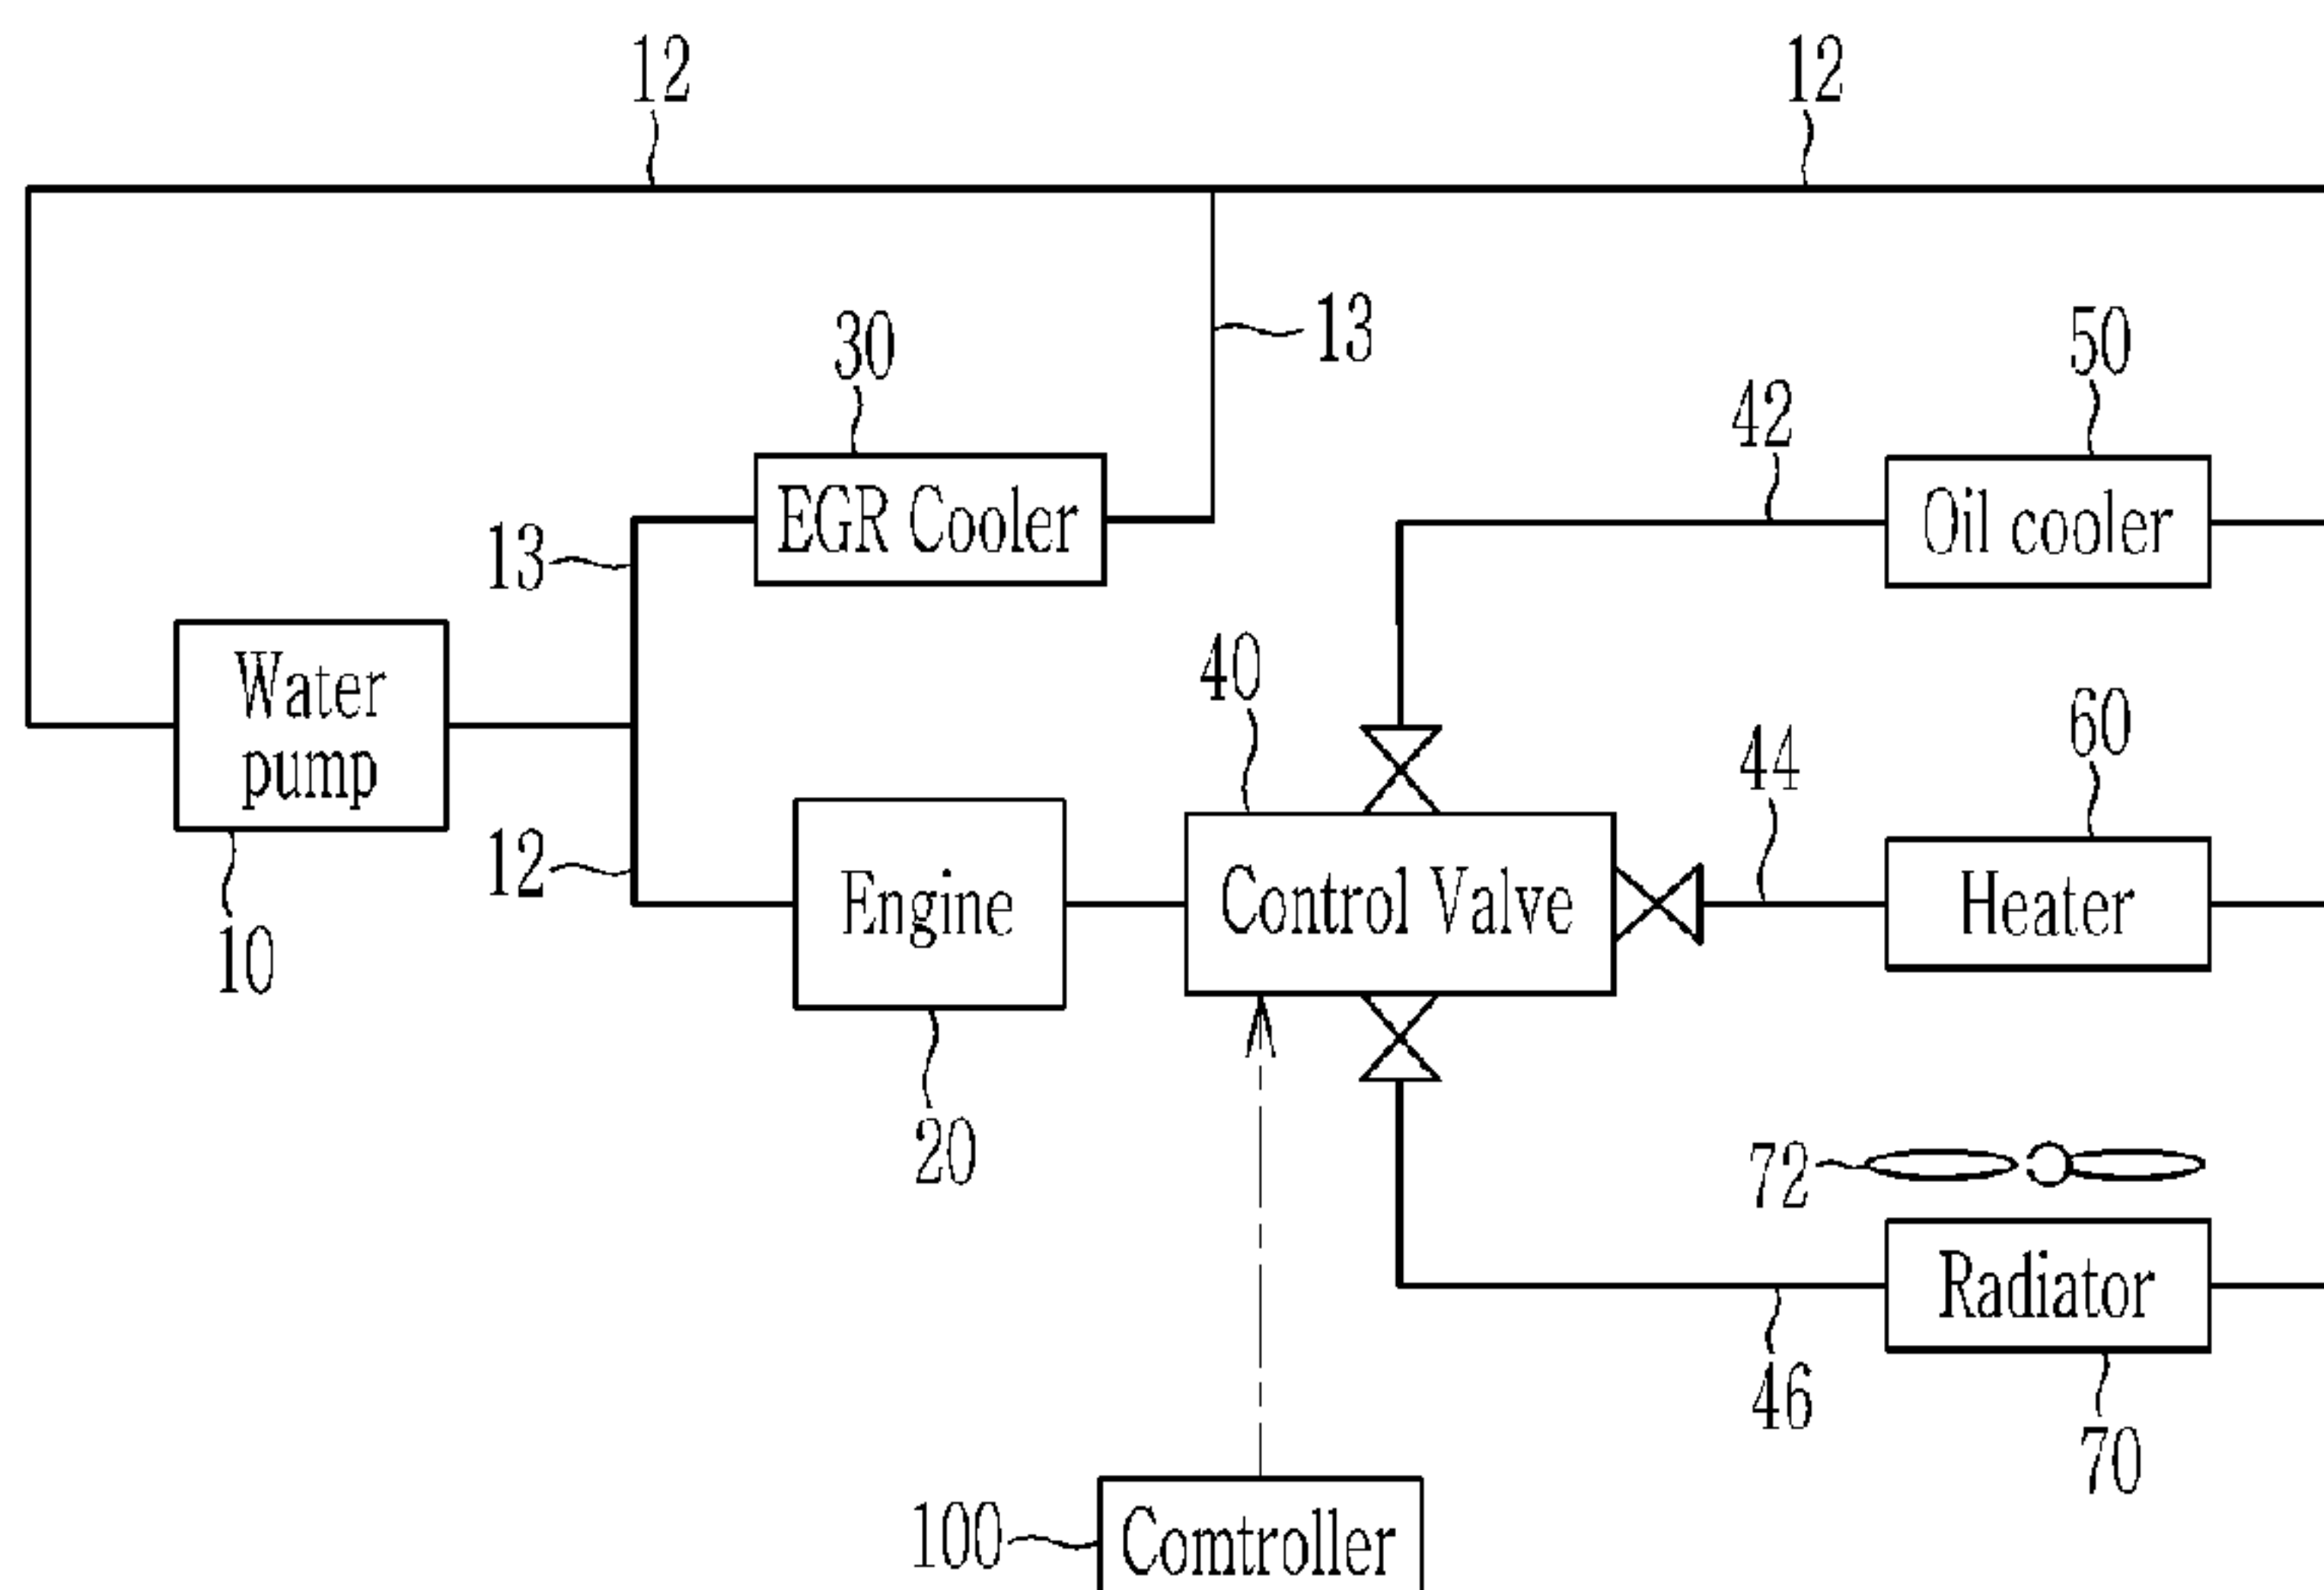 12
12
30
13
50
42
EGR Cooler
Oil cooler
13
Water
pump
40
60
44
12
Engine
Control Valve
Heater
10
20
72
Radiator
46
70
100
Comtroller